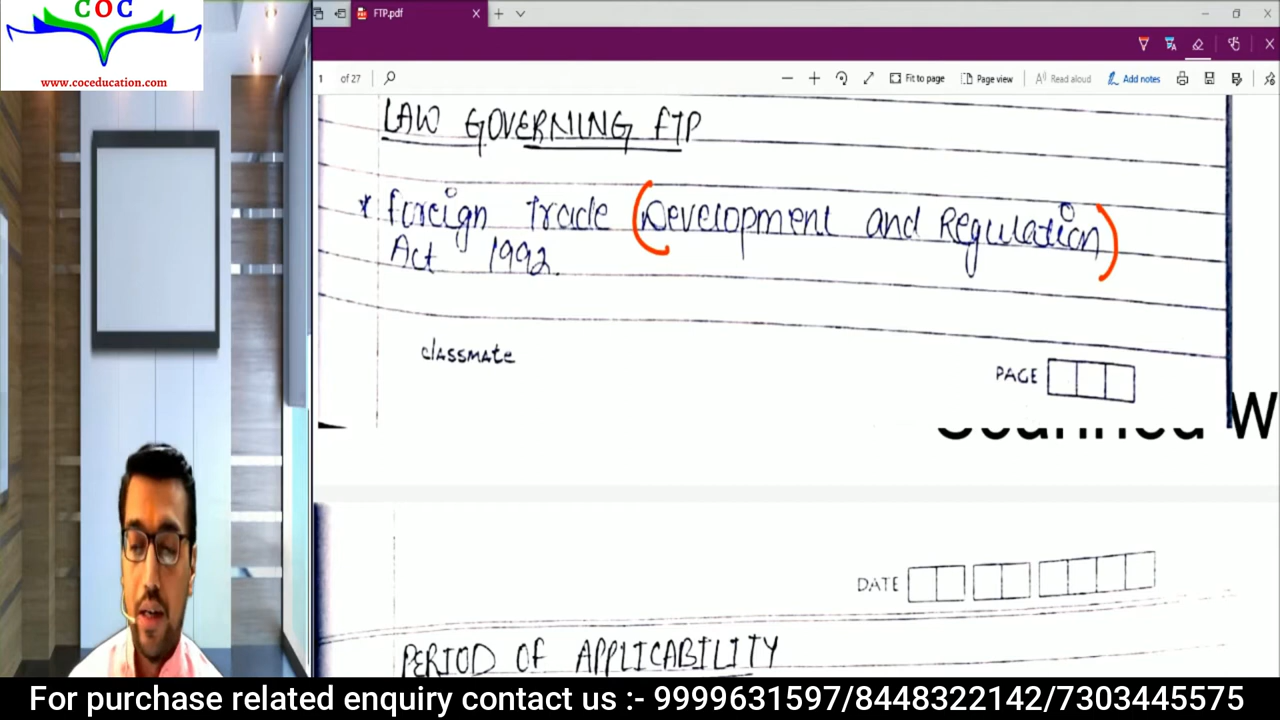 COC
www.coceducation.com
FTP.pdf
1 of 27
Fit to page
Page view
Read aloud
Add notes
LAW GOVERNING FTP
* Foreign Trade (Development and Regulation)
Act 1992.
classmate
PAGE
Scanned W
DATE
PERIOD OF APPLICABILITY
For purchase related enquiry contact us :- 9999631597/8448322142/7303445575